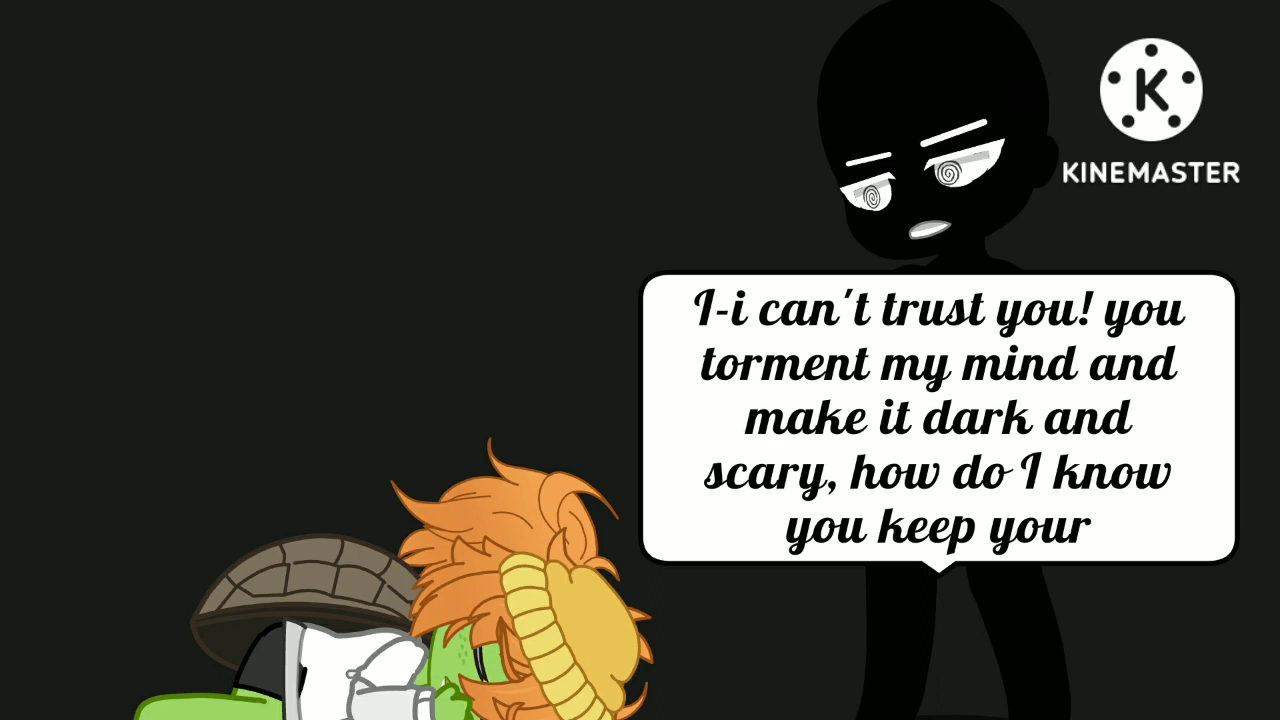 K
KINEMASTER
I-i can't trust you! you
torment my mind and
make it dark and
scary, how do I know
you keep your